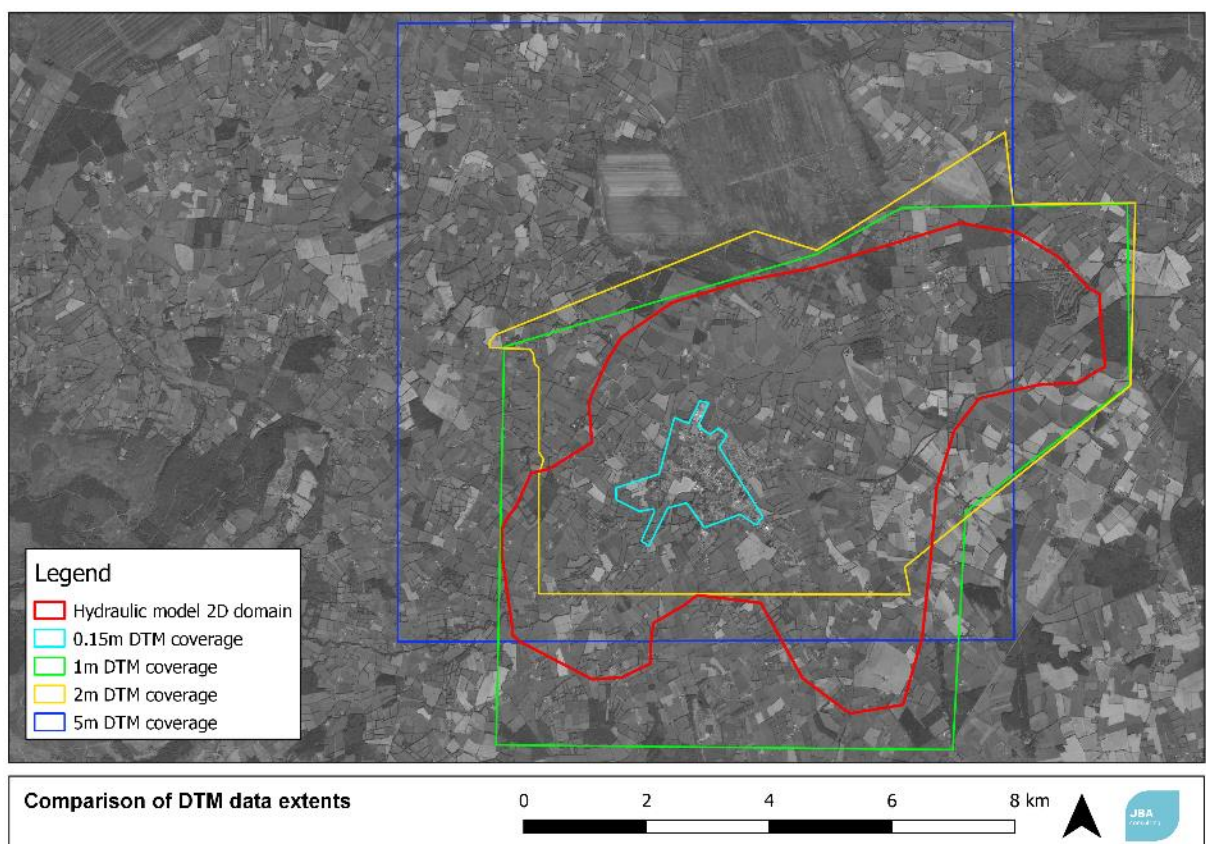 Legend
Hydraulic model 2D domain
0.15m DTM coverage
1m DTM coverage
2m DTM coverage
5m DTM coverage
Comparison of DTM data extents
0 2 4 6 8 km
JBA
consulting